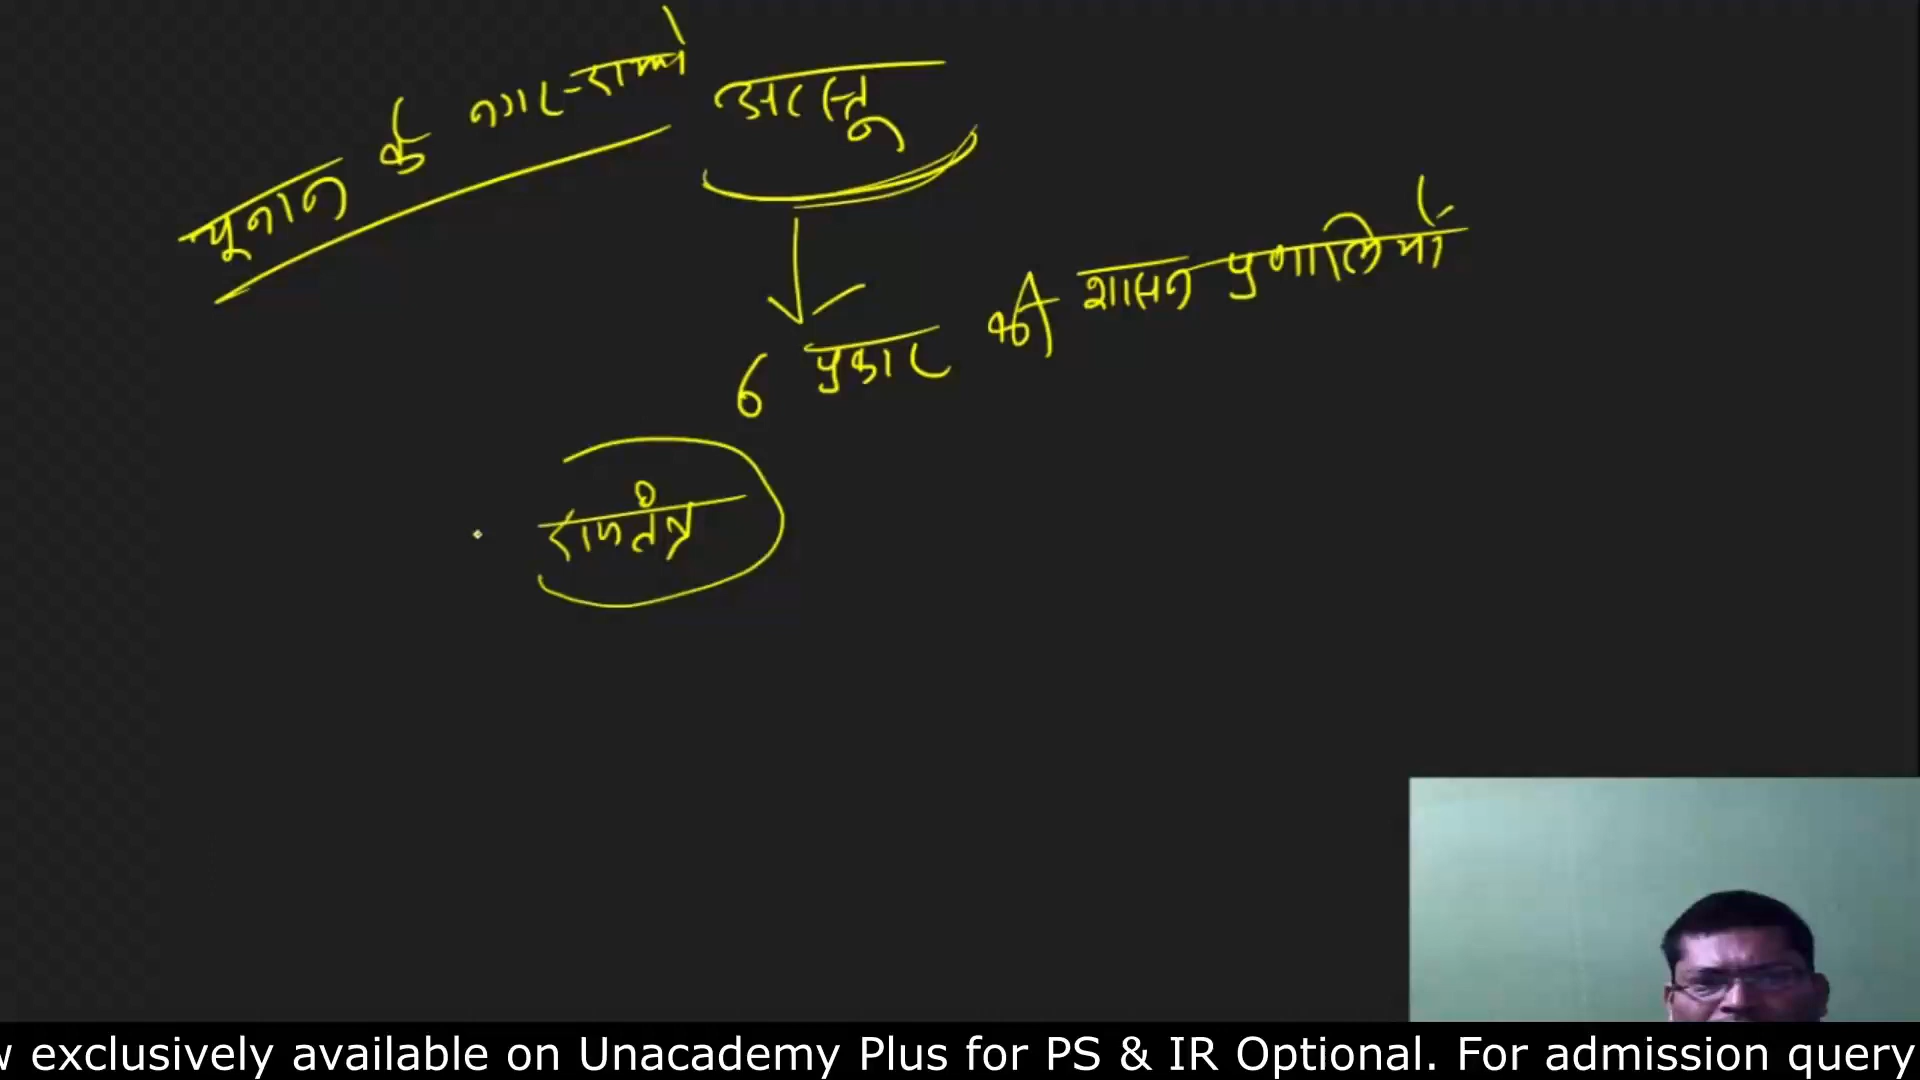 यूनान के नगर-राज्यो
अरस्तू
6 प्रकार की शासन प्रणालियाँ
राजतंत्र
exclusively available on Unacademy Plus for PS & IR Optional. For admission query